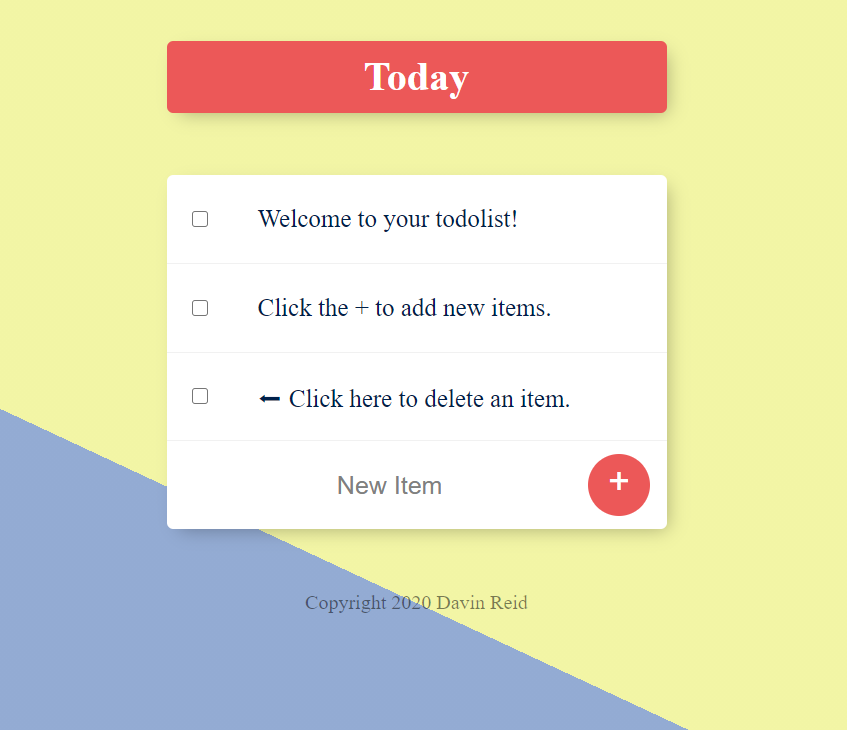 Today
Welcome to your todolist!
Click the + to add new items.
⬅ Click here to delete an item.
New Item +
Copyright 2020 Davin Reid